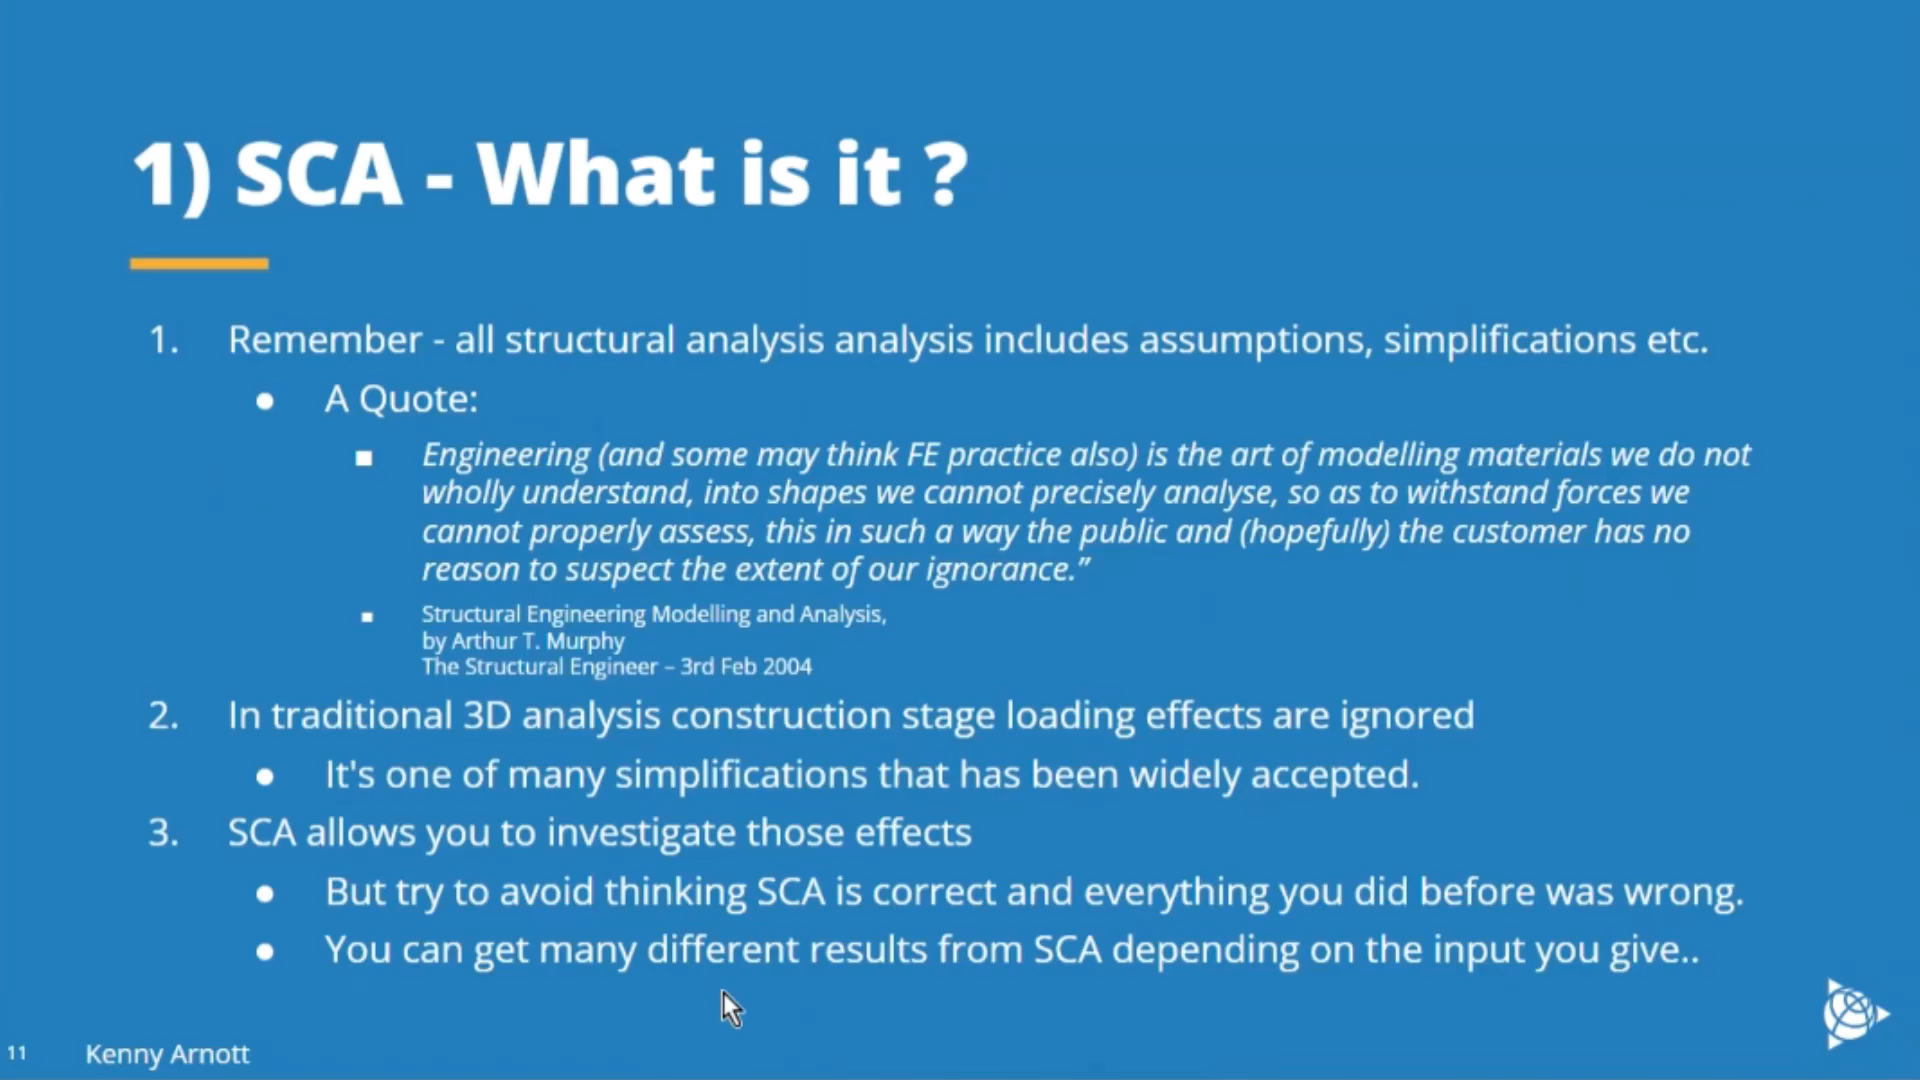 1) SCA - What is it ?
1. Remember - all structural analysis analysis includes assumptions, simplifications etc.
● A Quote:
■ Engineering (and some may think FE practice also) is the art of modelling materials we do not
wholly understand, into shapes we cannot precisely analyse, so as to withstand forces we
cannot properly assess, this in such a way the public and (hopefully) the customer has no
reason to suspect the extent of our ignorance.”
■ Structural Engineering Modelling and Analysis,
by Arthur T. Murphy
The Structural Engineer – 3rd Feb 2004
2. In traditional 3D analysis construction stage loading effects are ignored
● It's one of many simplifications that has been widely accepted.
3. SCA allows you to investigate those effects
● But try to avoid thinking SCA is correct and everything you did before was wrong.
● You can get many different results from SCA depending on the input you give..
11 Kenny Arnott